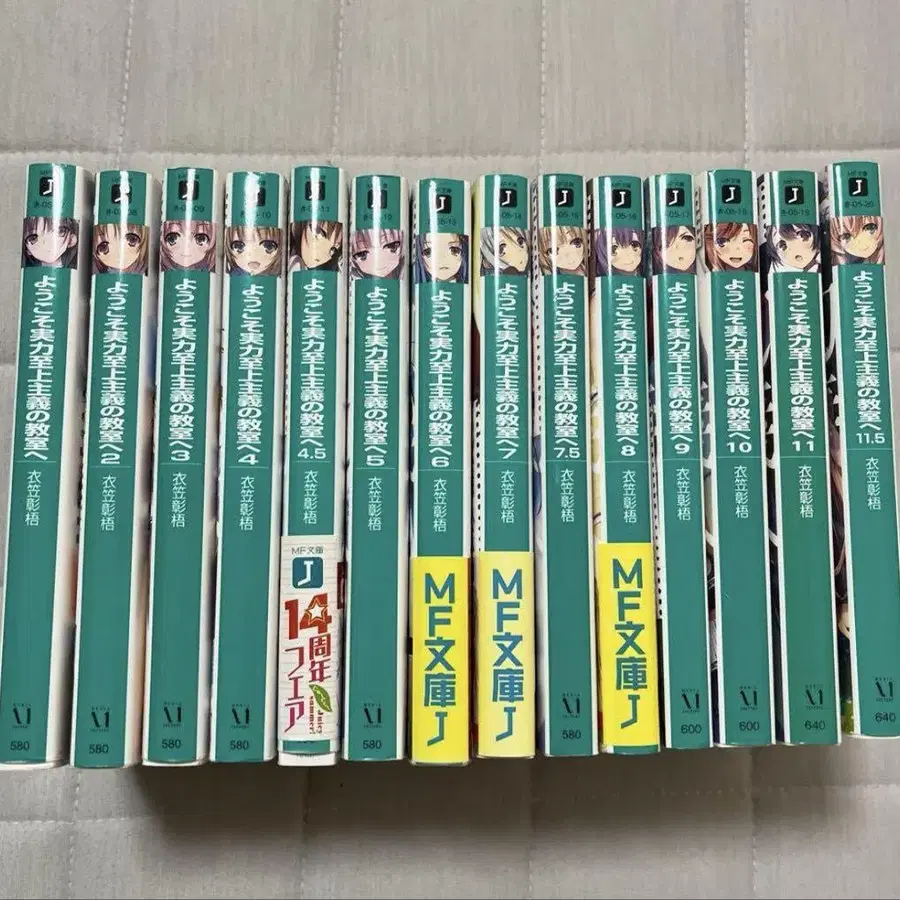 MF文庫
J
ようこそ実力至上主義の教室へ
衣笠彰梧
580
J
ようこそ実力至上主義の教室へ2
衣笠彰梧
580
J
ようこそ実力至上主義の教室へ3
衣笠彰梧
580
J
ようこそ実力至上主義の教室へ4
衣笠彰梧
580
J
ようこそ実力至上主義の教室へ
4.5
衣笠彰梧
MF文庫
J
14周年
フェア
J
ようこそ実力至上主義の教室へ5
衣笠彰梧
580
J
ようこそ実力至上主義の教室へ6
衣笠彰梧
MF文庫J
J
ようこそ実力至上主義の教室へ7
衣笠彰梧
MF文庫J
J
ようこそ実力至上主義の教室へ
7.5
衣笠彰梧
580
J
ようこそ実力至上主義の教室へ8
衣笠彰梧
MF文庫J
J
ようこそ実力至上主義の教室へ9
衣笠彰梧
600
J
ようこそ実力至上主義の教室へ
10
衣笠彰梧
600
J
ようこそ実力至上主義の教室へ
11
衣笠彰梧
640
MF文庫
J
ようこそ実力至上主義の教室へ
11.5
衣笠彰梧
640